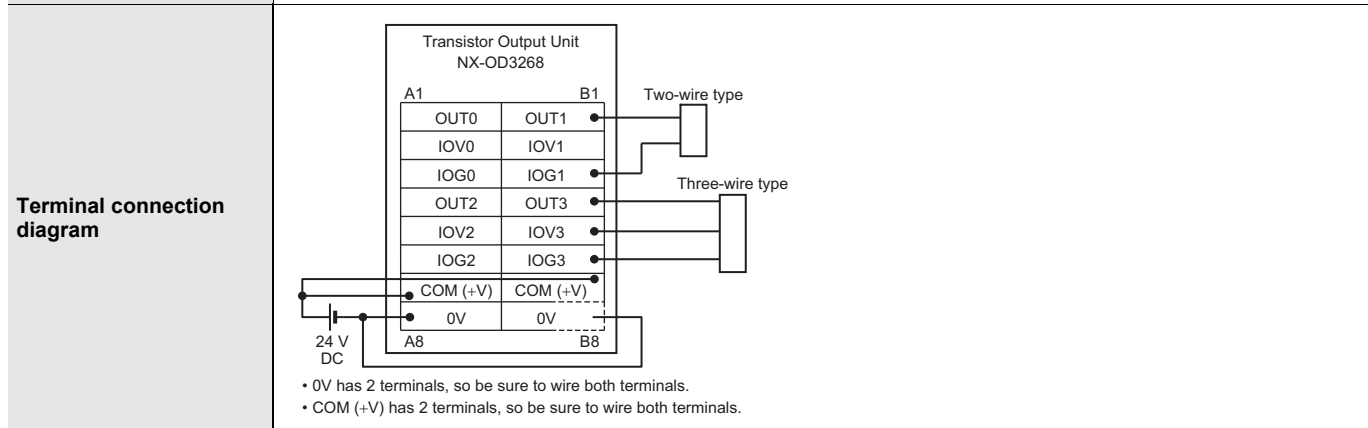 Terminal connection
diagram
Transistor Output Unit
NX-OD3268
A1 B1 Two-wire type
OUT0 OUT1
IOV0 IOV1
IOG0 IOG1
Three-wire type
OUT2 OUT3
IOV2 IOV3
IOG2 IOG3
COM (+V) COM (+V)
0V 0V
24 V
DC
A8 B8
• 0V has 2 terminals, so be sure to wire both terminals.
• COM (+V) has 2 terminals, so be sure to wire both terminals.